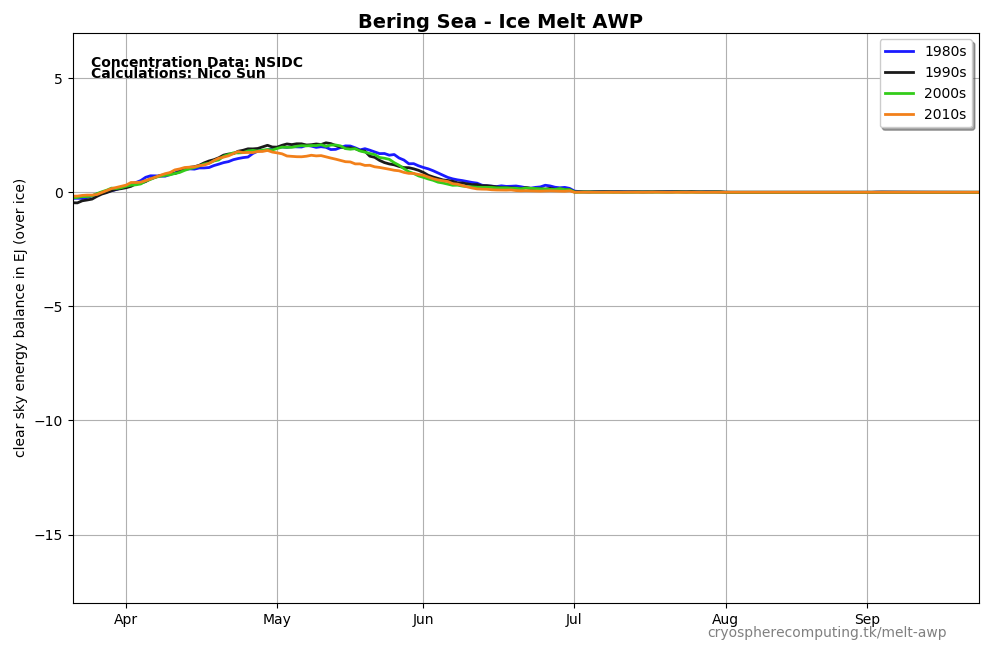 Bering Sea - Ice Melt AWP
Concentration Data: NSIDC
Calculations: Nico Sun
1980s
1990s
2000s
2010s
clear sky energy balance in EJ (over ice)
5
0
−5
−10
−15
Apr May Jun Jul Aug Sep
cryospherecomputing.tk/melt-awp